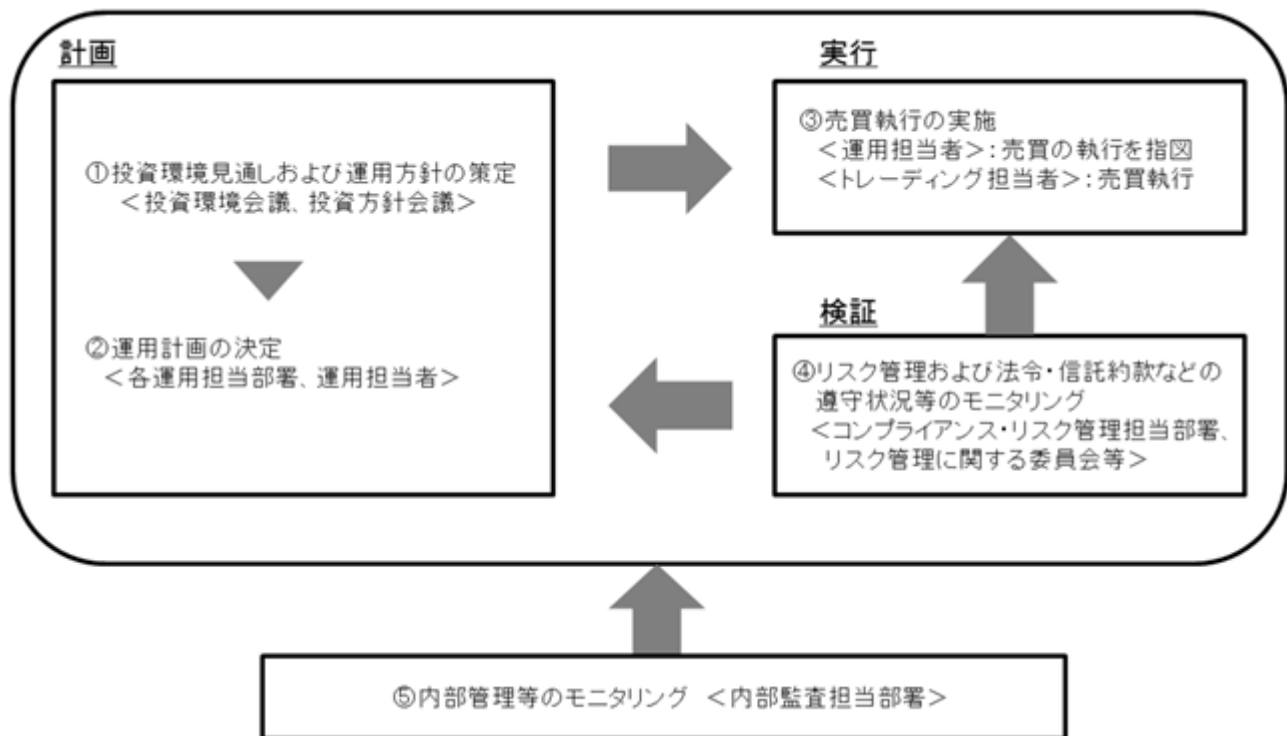 計画
①投資環境見通しおよび運用方針の策定
＜投資環境会議、投資方針会議＞
②運用計画の決定
＜各運用担当部署、運用担当者＞
実行
③売買執行の実施
＜運用担当者＞：売買の執行を指図
＜トレーディング担当者＞：売買執行
検証
④リスク管理および法令・信託約款などの
遵守状況等のモニタリング
＜コンプライアンス・リスク管理担当部署、
リスク管理に関する委員会等＞
⑤内部管理等のモニタリング ＜内部監査担当部署＞